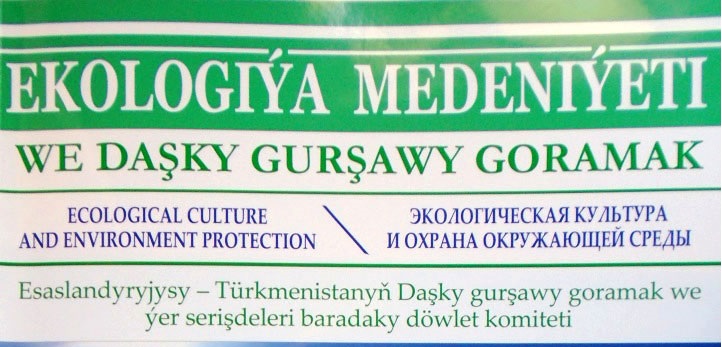 EKOLOGIÝA MEDENIÝETI
WE DAŞKY GURŞAWY GORAMAK
ECOLOGICAL CULTURE
AND ENVIRONMENT PROTECTION
ЭКОЛОГИЧЕСКАЯ КУЛЬТУРА
И ОХРАНА ОКРУЖАЮЩЕЙ СРЕДЫ
Esaslandyryjysy – Türkmenistanyň Daşky gurşawy goramak we
ýer serişdeleri baradaky döwlet komiteti